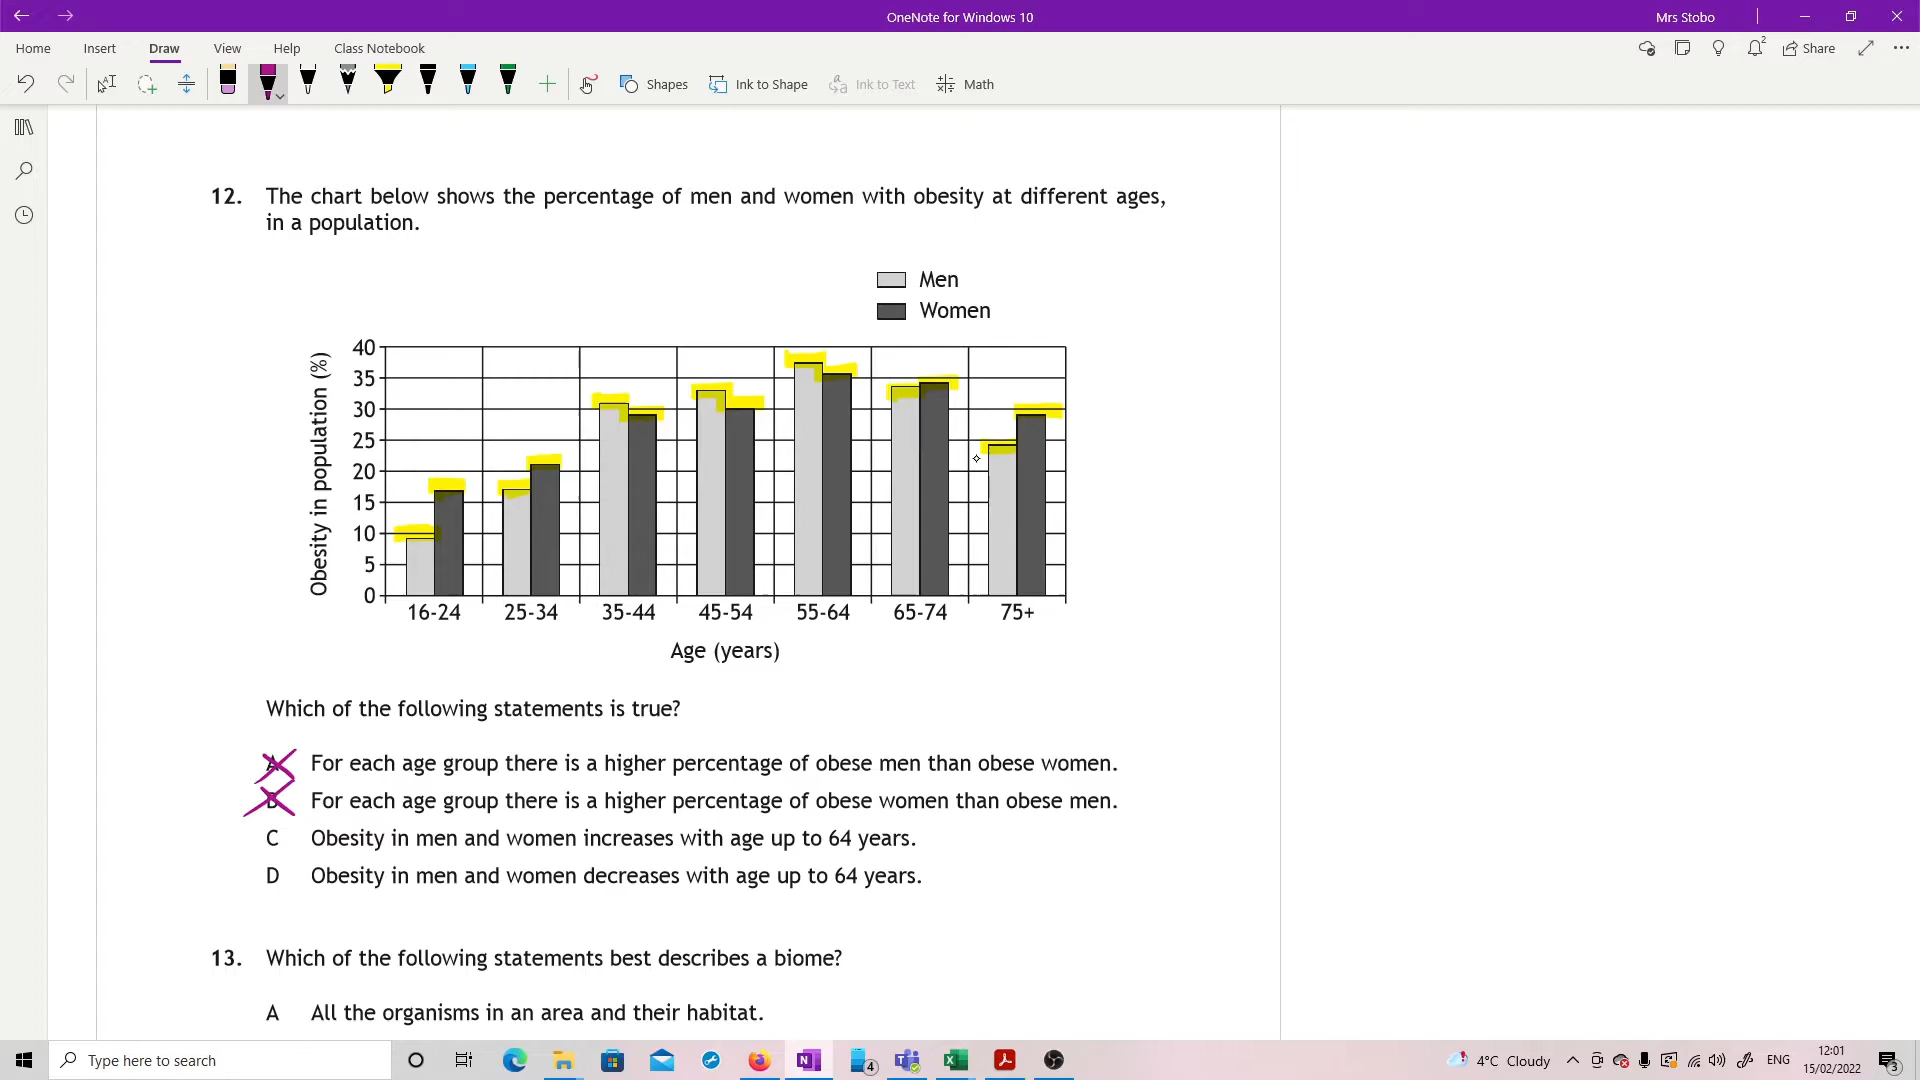 OneNote for Windows 10
Mrs Stobo
Home Insert Draw View Help Class Notebook
2
Share
Shapes Ink to Shape Ink to Text Math
12. The chart below shows the percentage of men and women with obesity at different ages,
in a population.
Men
Women
Obesity in population (%)
40
35
30
25
20
15
10
5
0
16-24 25-34 35-44 45-54 55-64 65-74 75+
Age (years)
Which of the following statements is true?
A For each age group there is a higher percentage of obese men than obese women.
B For each age group there is a higher percentage of obese women than obese men.
C Obesity in men and women increases with age up to 64 years.
D Obesity in men and women decreases with age up to 64 years.
13. Which of the following statements best describes a biome?
A All the organisms in an area and their habitat.
Type here to search
4
4°C Cloudy
ENG
12:01
15/02/2022
3